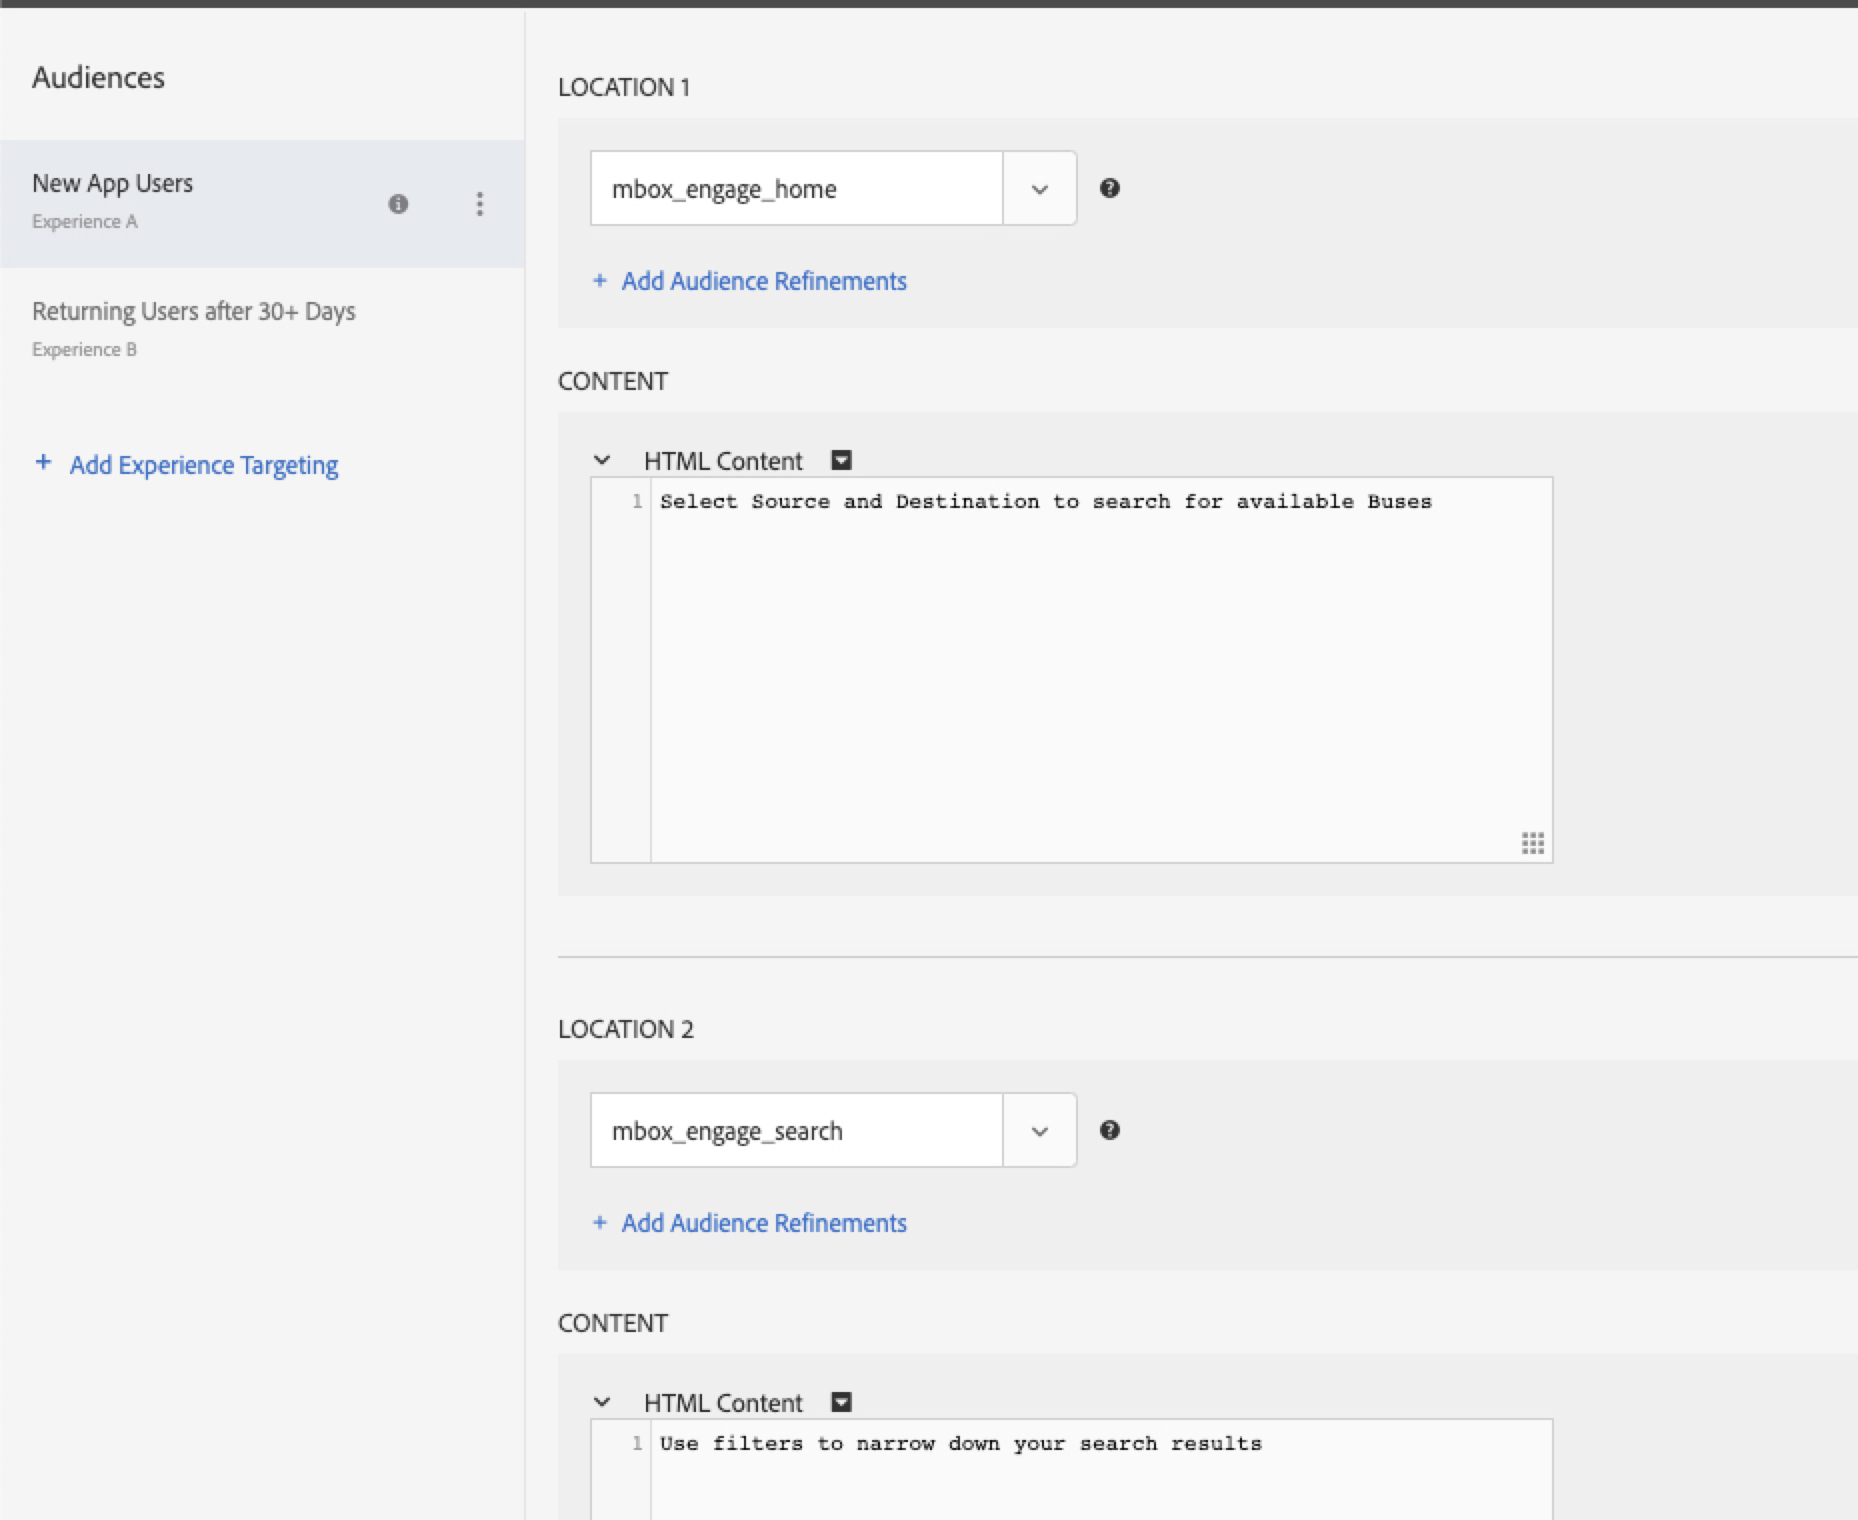 Audiences
New App Users
Experience A
Returning Users after 30+ Days
Experience B
+ Add Experience Targeting
LOCATION 1
mbox_engage_home
+ Add Audience Refinements
CONTENT
HTML Content
1 Select Source and Destination to search for available Buses
LOCATION 2
mbox_engage_search
+ Add Audience Refinements
CONTENT
HTML Content
1 Use filters to narrow down your search results